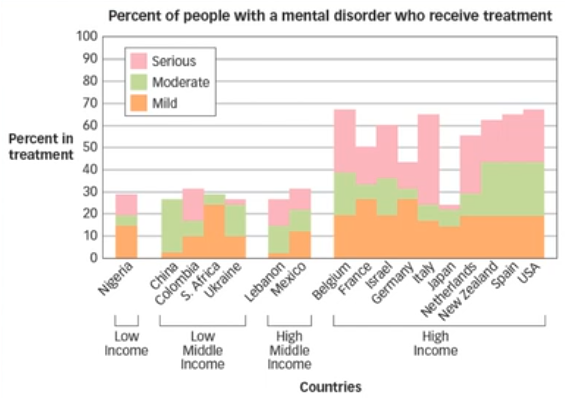 Percent of people with a mental disorder who receive treatment
100
90
80
70
60
50
40
30
20
10
0
Percent in
treatment
Serious
Moderate
Mild
Nigeria
China
Colombia
S. Africa
Ukraine
Lebanon
Mexico
Belgium
France
Israel
Germany
Italy
Japan
Netherlands
New Zealand
Spain
USA
Low
Income
Low
Middle
Income
High
Middle
Income
High
Income
Countries